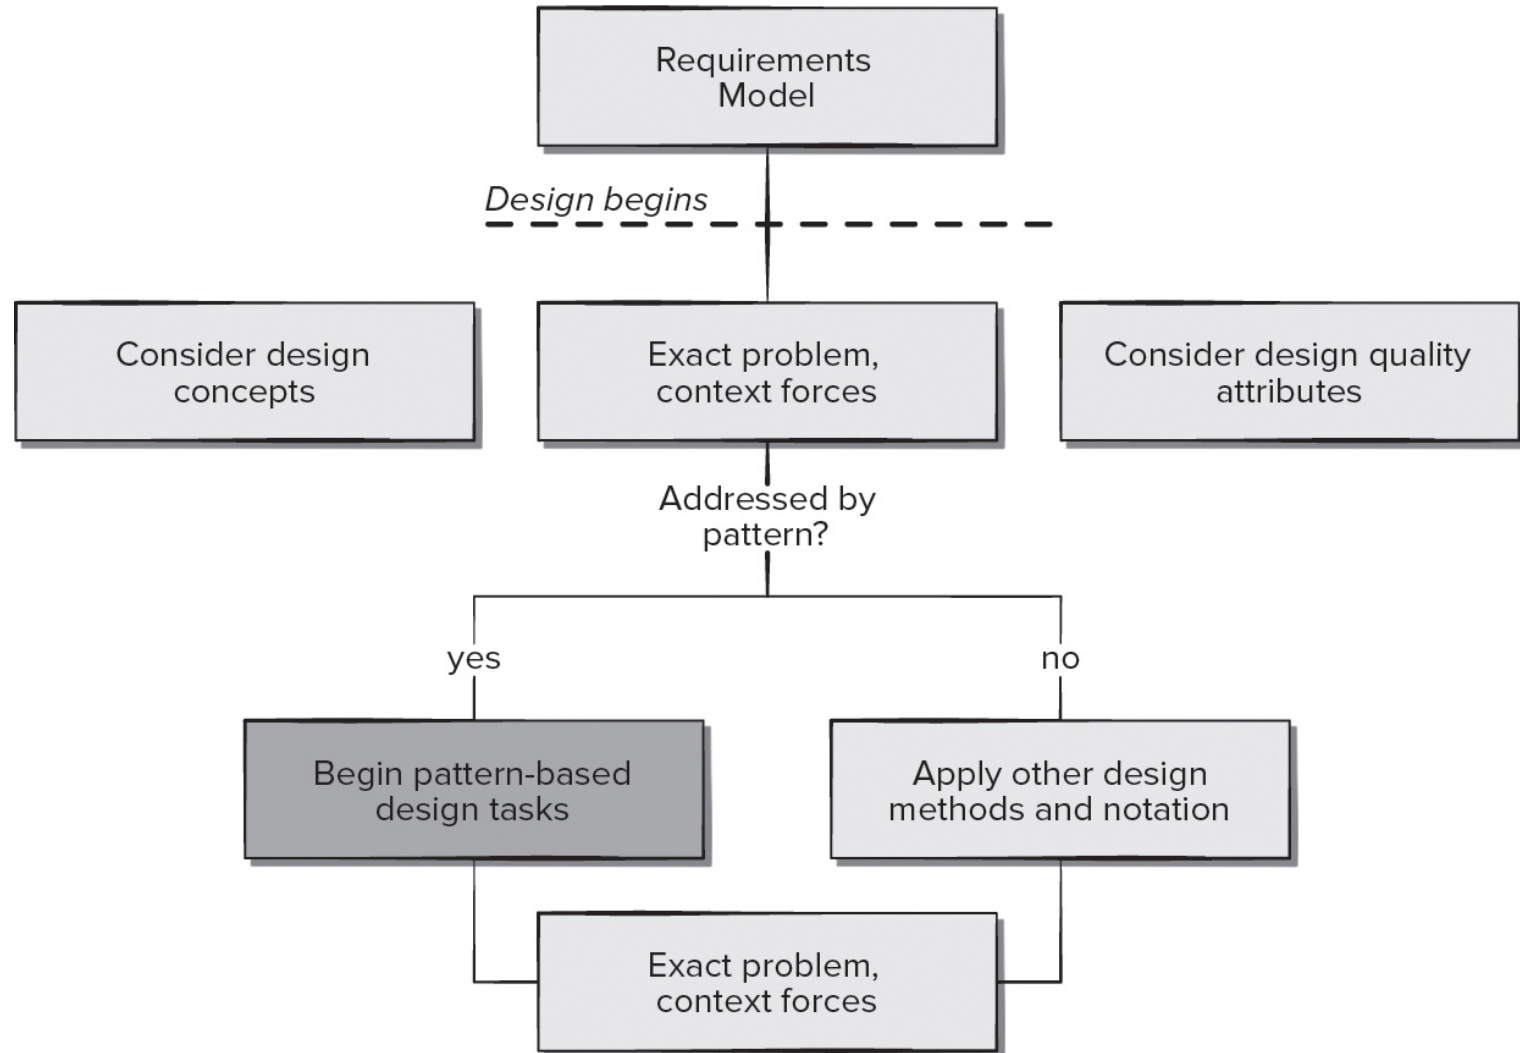 Requirements
Model
Design begins
Consider design
concepts
Exact problem,
context forces
Consider design quality
attributes
Addressed by
pattern?
yes
no
Begin pattern-based
design tasks
Apply other design
methods and notation
Exact problem,
context forces